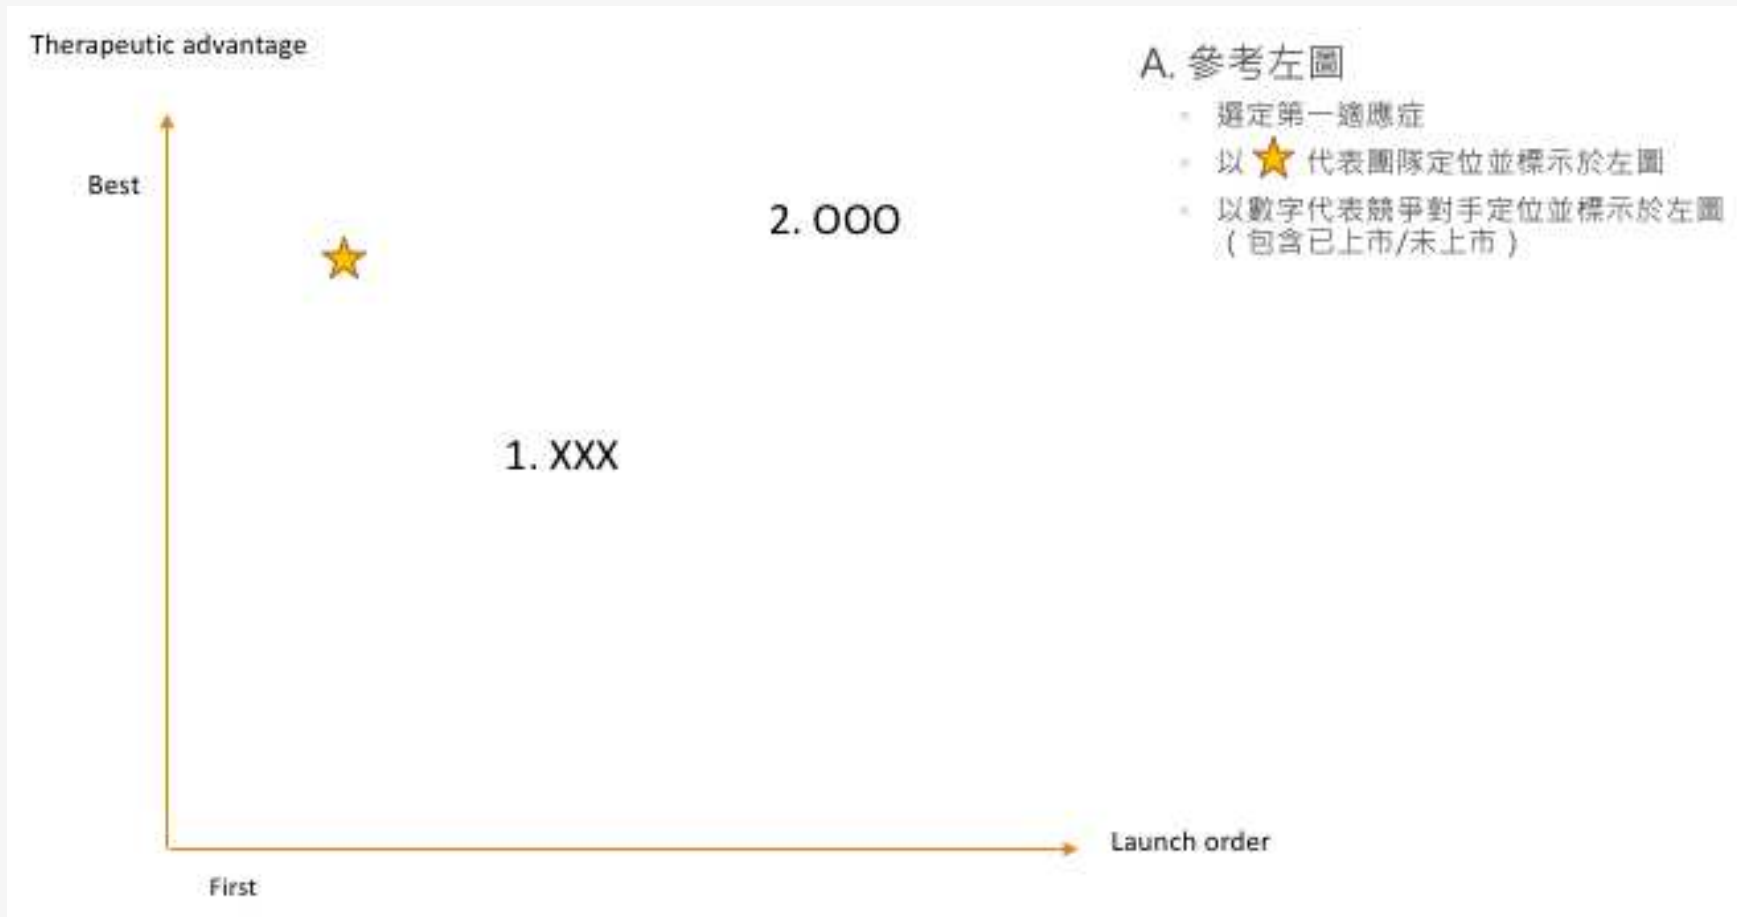 Therapeutic advantage
Best
2. OOO
1. XXX
Launch order
First
A. 參考左圖
選定第一適應症
以 代表團隊定位並標示於左圖
以數字代表競爭對手定位並標示於左圖
（包含已上市/未上市）